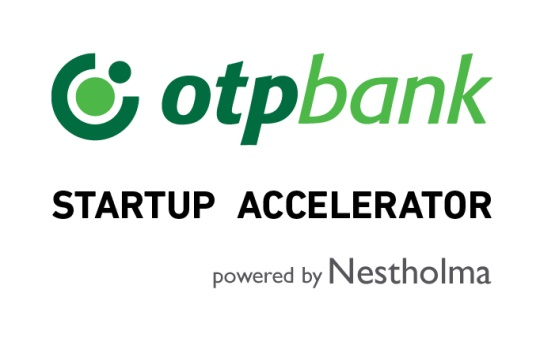 otpbank
STARTUP ACCELERATOR
powered by Nestholma